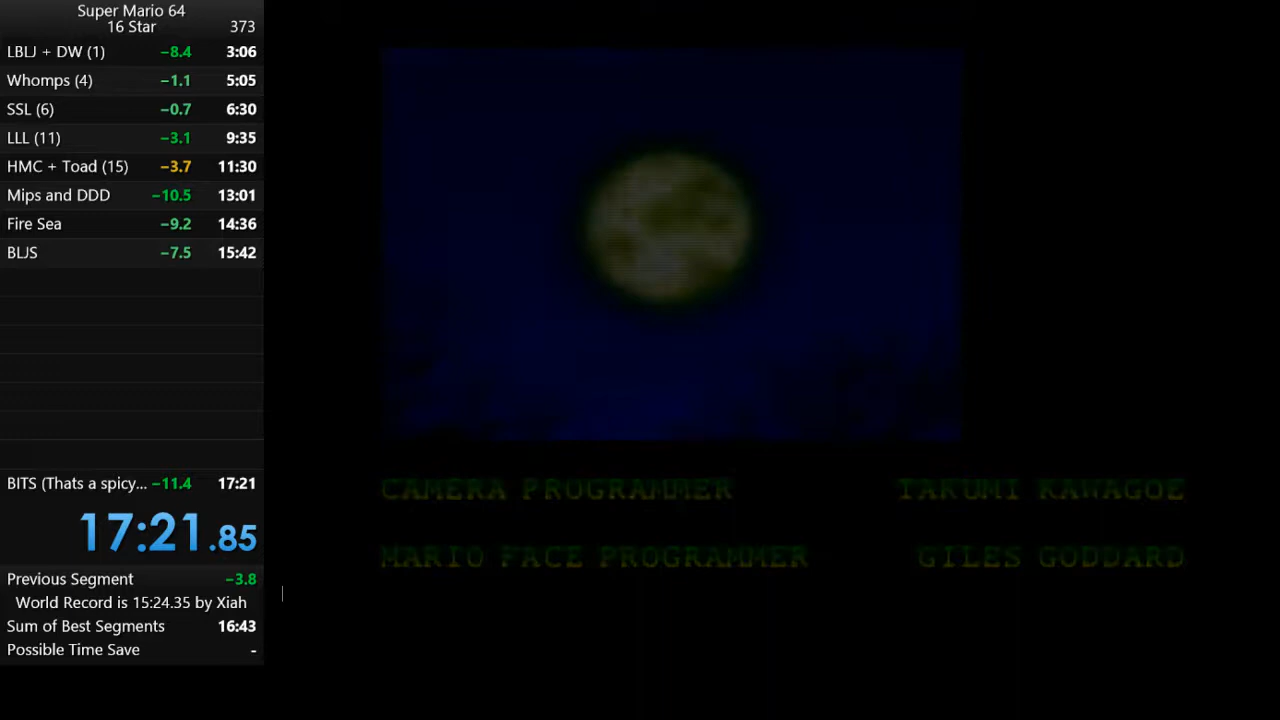 Super Mario 64
16 Star 373
LBLJ + DW (1) −8.4 3:06
Whomps (4) −1.1 5:05
SSL (6) −0.7 6:30
LLL (11) −3.1 9:35
HMC + Toad (15) −3.7 11:30
Mips and DDD −10.5 13:01
Fire Sea −9.2 14:36
BLJS −7.5 15:42
BITS (Thats a spicy... −11.4 17:21
17:21.85
Previous Segment −3.8
World Record is 15:24.35 by Xiah
Sum of Best Segments 16:43
Possible Time Save -
CAMERA PROGRAMMER TAKUMI KAWAGOE
MARIO FACE PROGRAMMER GILES GODDARD